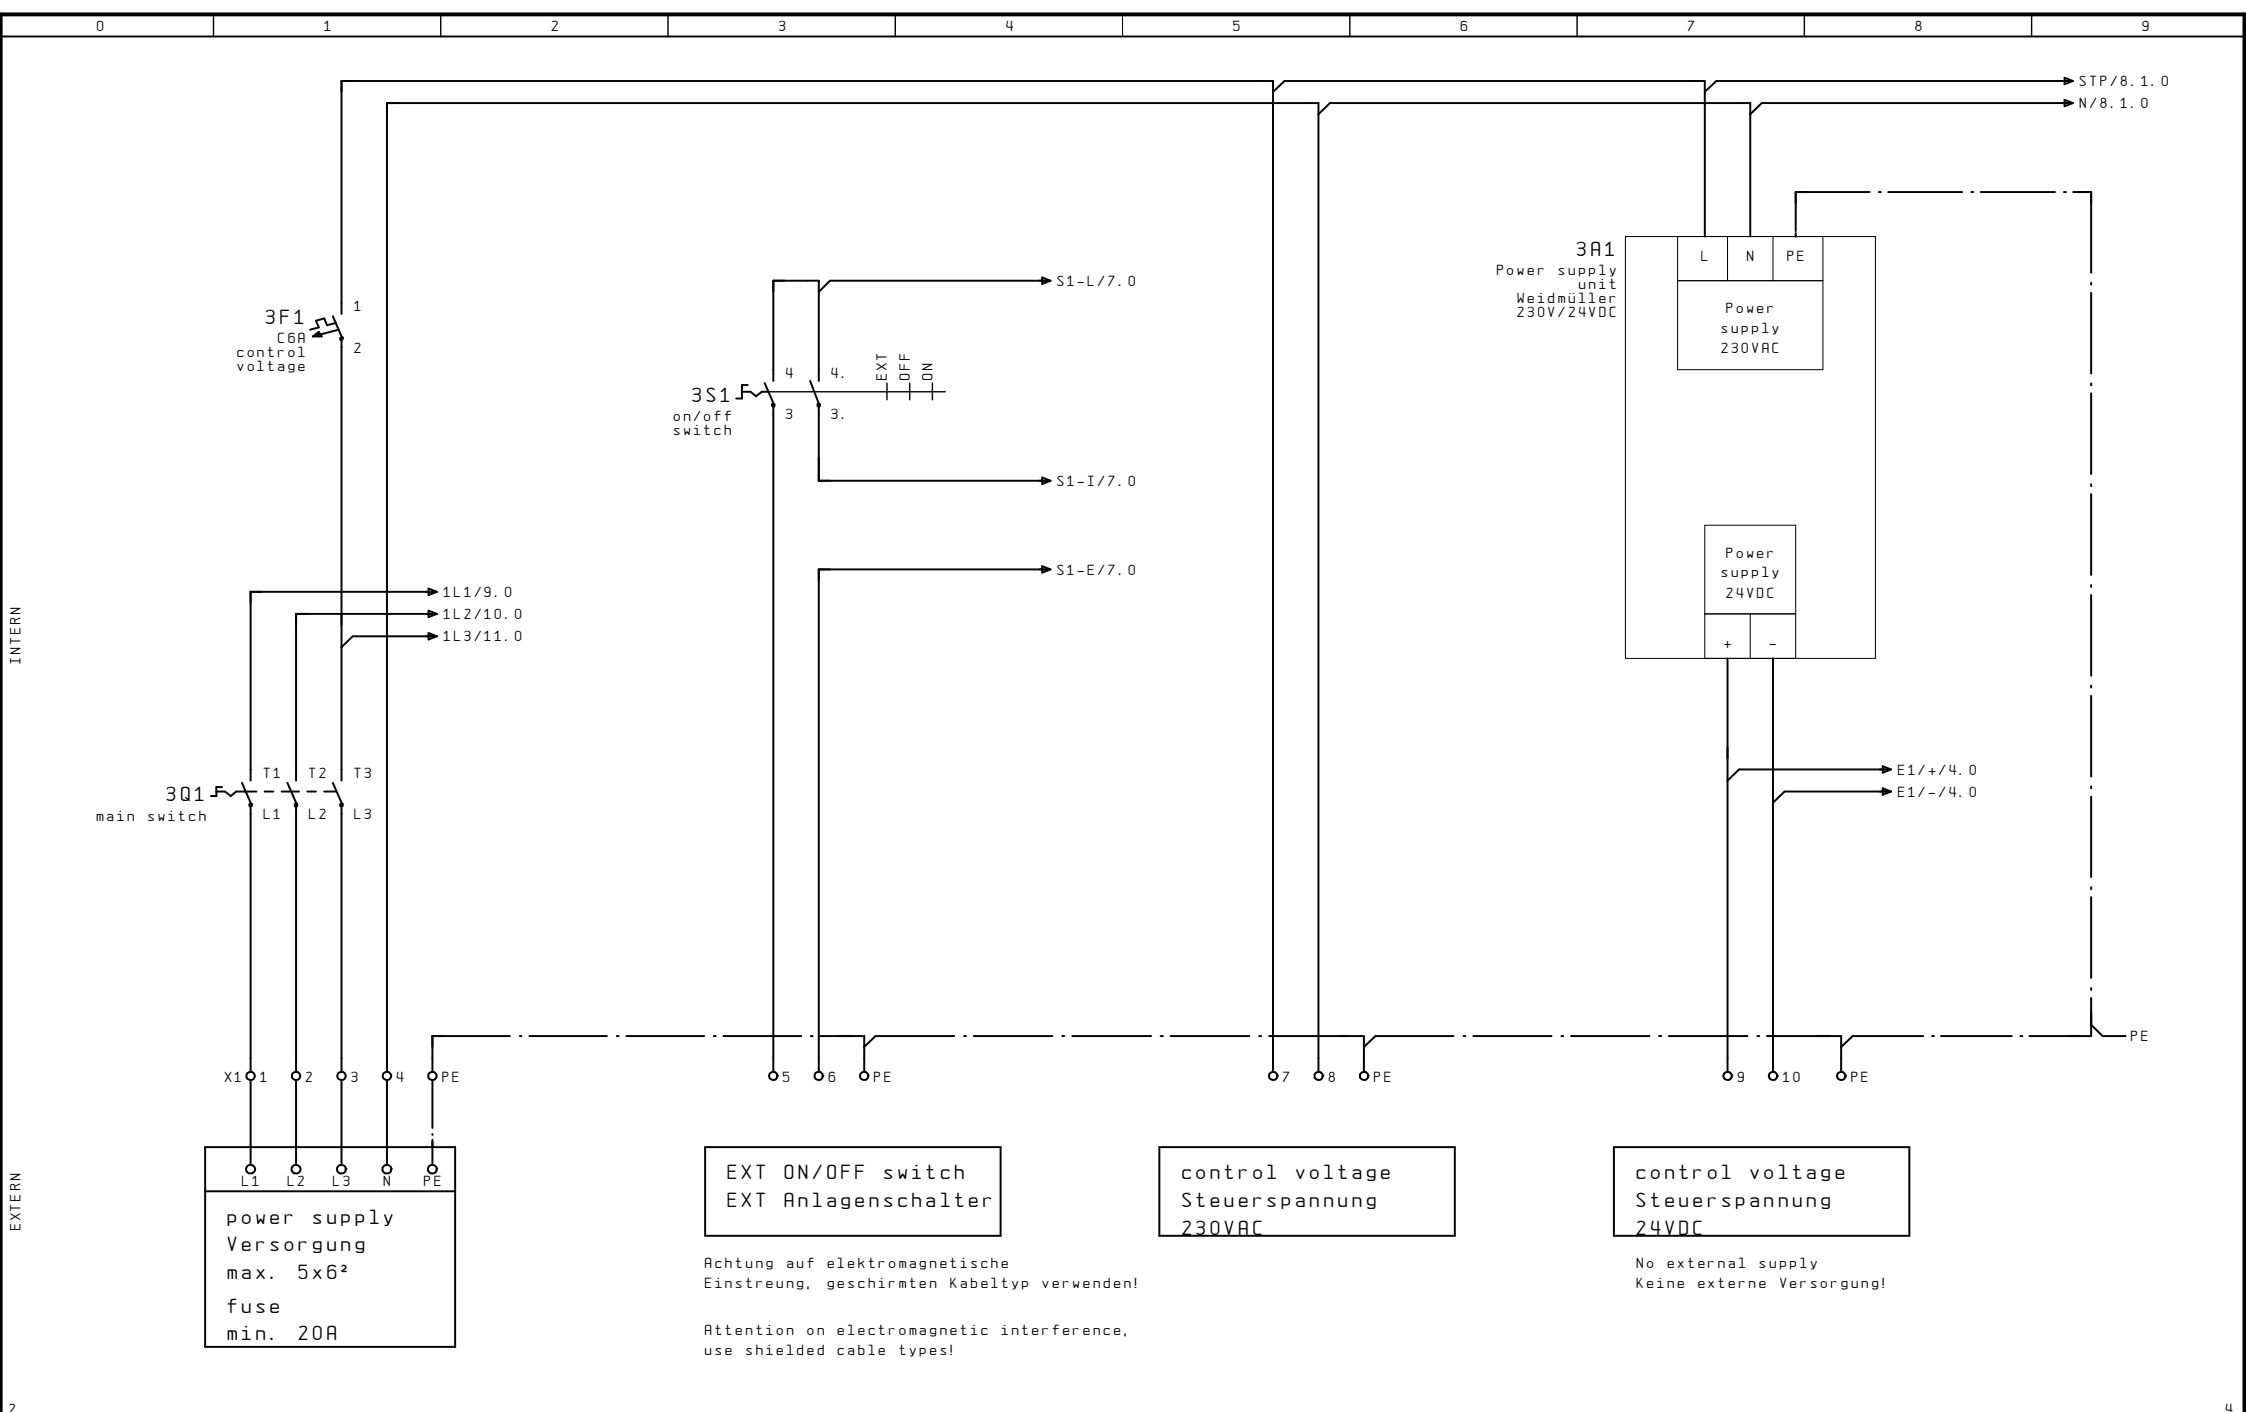 0 1 2 3 4 5 6 7 8 9
STP/8.1.0
N/8.1.0
3A1
Power supply
unit
Weidmüller
230V/24VDC
L N PE
Power
supply
230VAC
S1-L/7.0
3F1
C6A
control
voltage
1
2
3S1
on/off
switch
4 4.
3 3.
EXT
OFF
ON
S1-I/7.0
S1-E/7.0
Power
supply
24VDC
+ -
1L1/9.0
1L2/10.0
1L3/11.0
INTERN
3Q1
main switch
T1 T2 T3
L1 L2 L3
E1/+/4.0
E1/-/4.0
PE
X1 1 2 3 4 PE 5 6 PE 7 8 PE 9 10 PE
EXTERN
L1 L2 L3 N PE
power supply
Versorgung
max. 5x6²
fuse
min. 20A
EXT ON/OFF switch
EXT Anlagenschalter
Achtung auf elektromagnetische
Einstreung, geschirmten Kabeltyp verwenden!
Attention on electromagnetic interference,
use shielded cable types!
control voltage
Steuerspannung
230VAC
control voltage
Steuerspannung
24VDC
No external supply
Keine externe Versorgung!
2 4